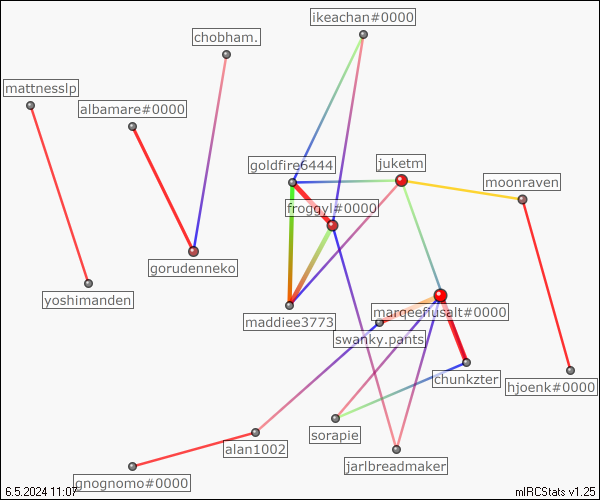 ikeachan#0000
chobham.
mattnesslp
albamare#0000
goldfire6444
juketm
moonraven
froggyl#0000
gorudenneko
yoshimanden
maddiee3773
marqeeflusalt#0000
swanky.pants
chunkzter
hjoenk#0000
sorapie
alan1002
jarlbreadmaker
gnognomo#0000
6.5.2024 11:07
mIRCStats v1.25